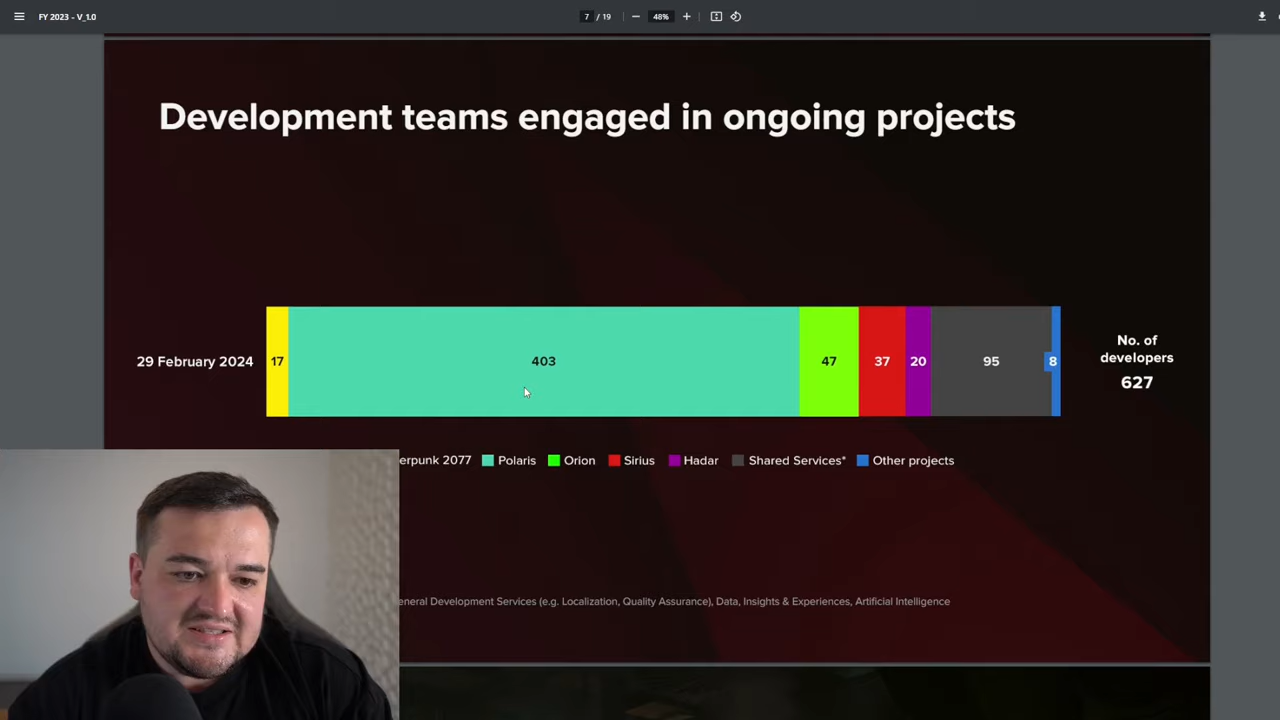 FY 2023 - V_1.0
7 / 19
48%
Development teams engaged in ongoing projects
29 February 2024
17
403
47
37
20
95
8
No. of
developers
627
erpunk 2077
Polaris
Orion
Sirius
Hadar
Shared Services*
Other projects
eneral Development Services (e.g. Localization, Quality Assurance), Data, Insights & Experiences, Artificial Intelligence